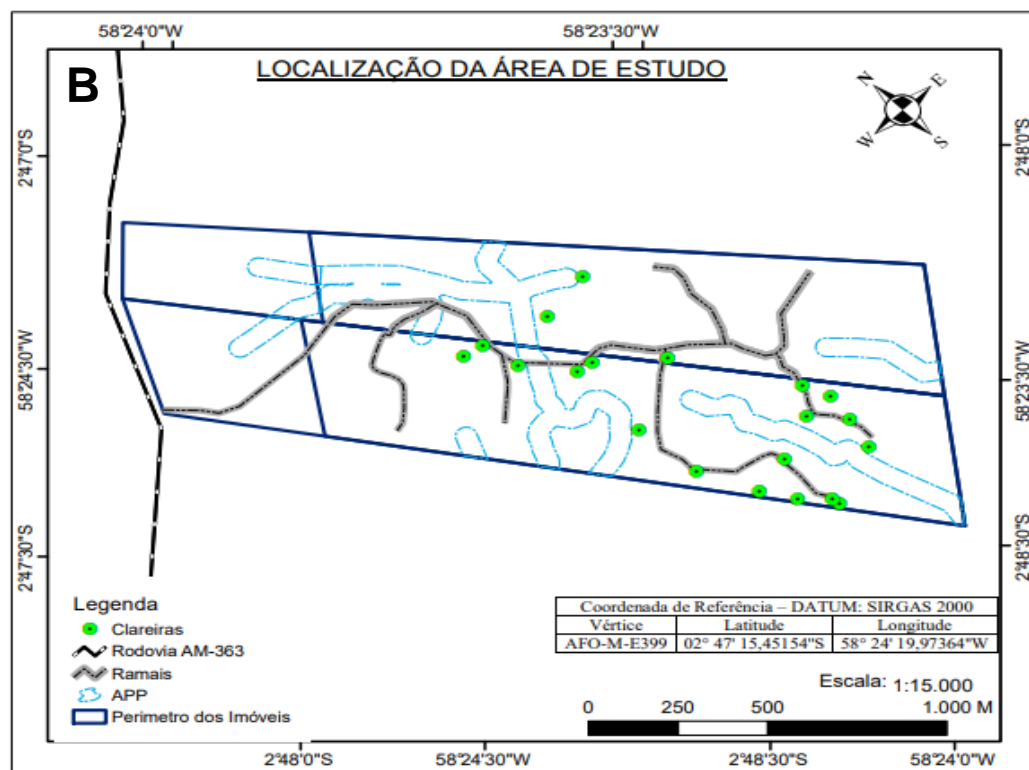 58°24'0"W 58°23'30"W
B
LOCALIZAÇÃO DA ÁREA DE ESTUDO
N E
W S
2°47'0"S
2°48'0"S
58°24'30"W
58°23'30"W
2°47'30"S
2°48'30"S
Legenda
Clareiras
Rodovia AM-363
Ramais
APP
Perimetro dos Imóveis
Coordenada de Referência – DATUM: SIRGAS 2000
Vértice Latitude Longitude
AFO-M-E399 02° 47' 15,45154"S 58° 24' 19,97364"W
Escala: 1:15.000
0 250 500 1.000 M
2°48'0"S 58°24'30"W 2°48'30"S 58°24'0"W